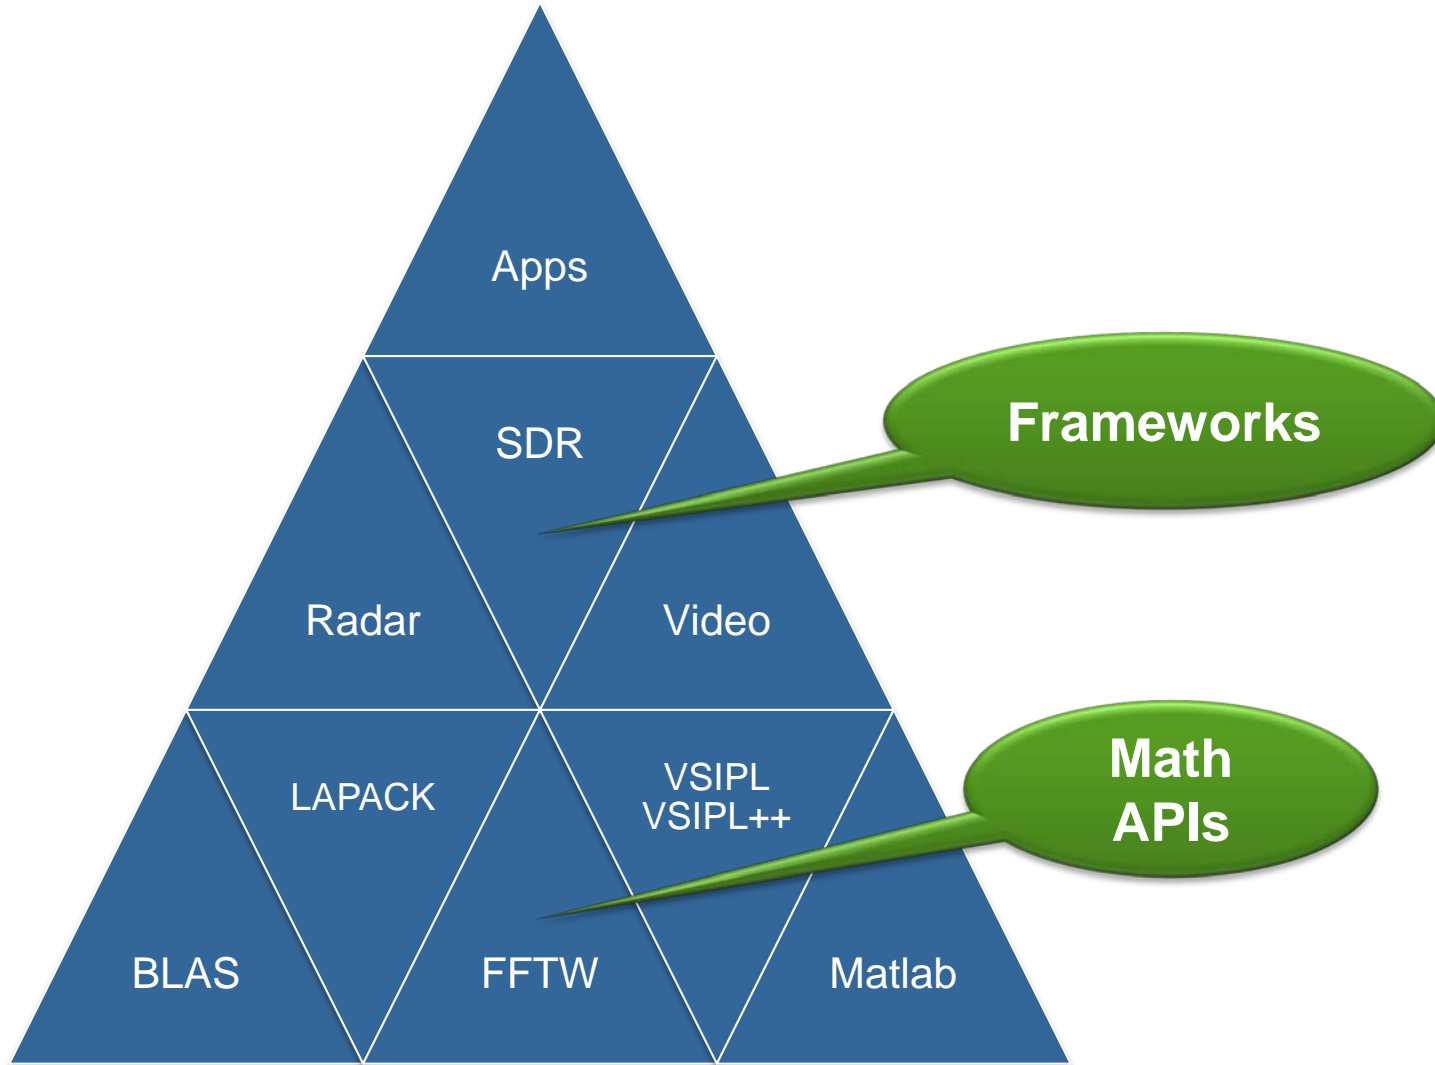 Apps
SDR
Frameworks
Radar
Video
Math
APIs
LAPACK
VSIPL
VSIPL++
BLAS
FFTW
Matlab